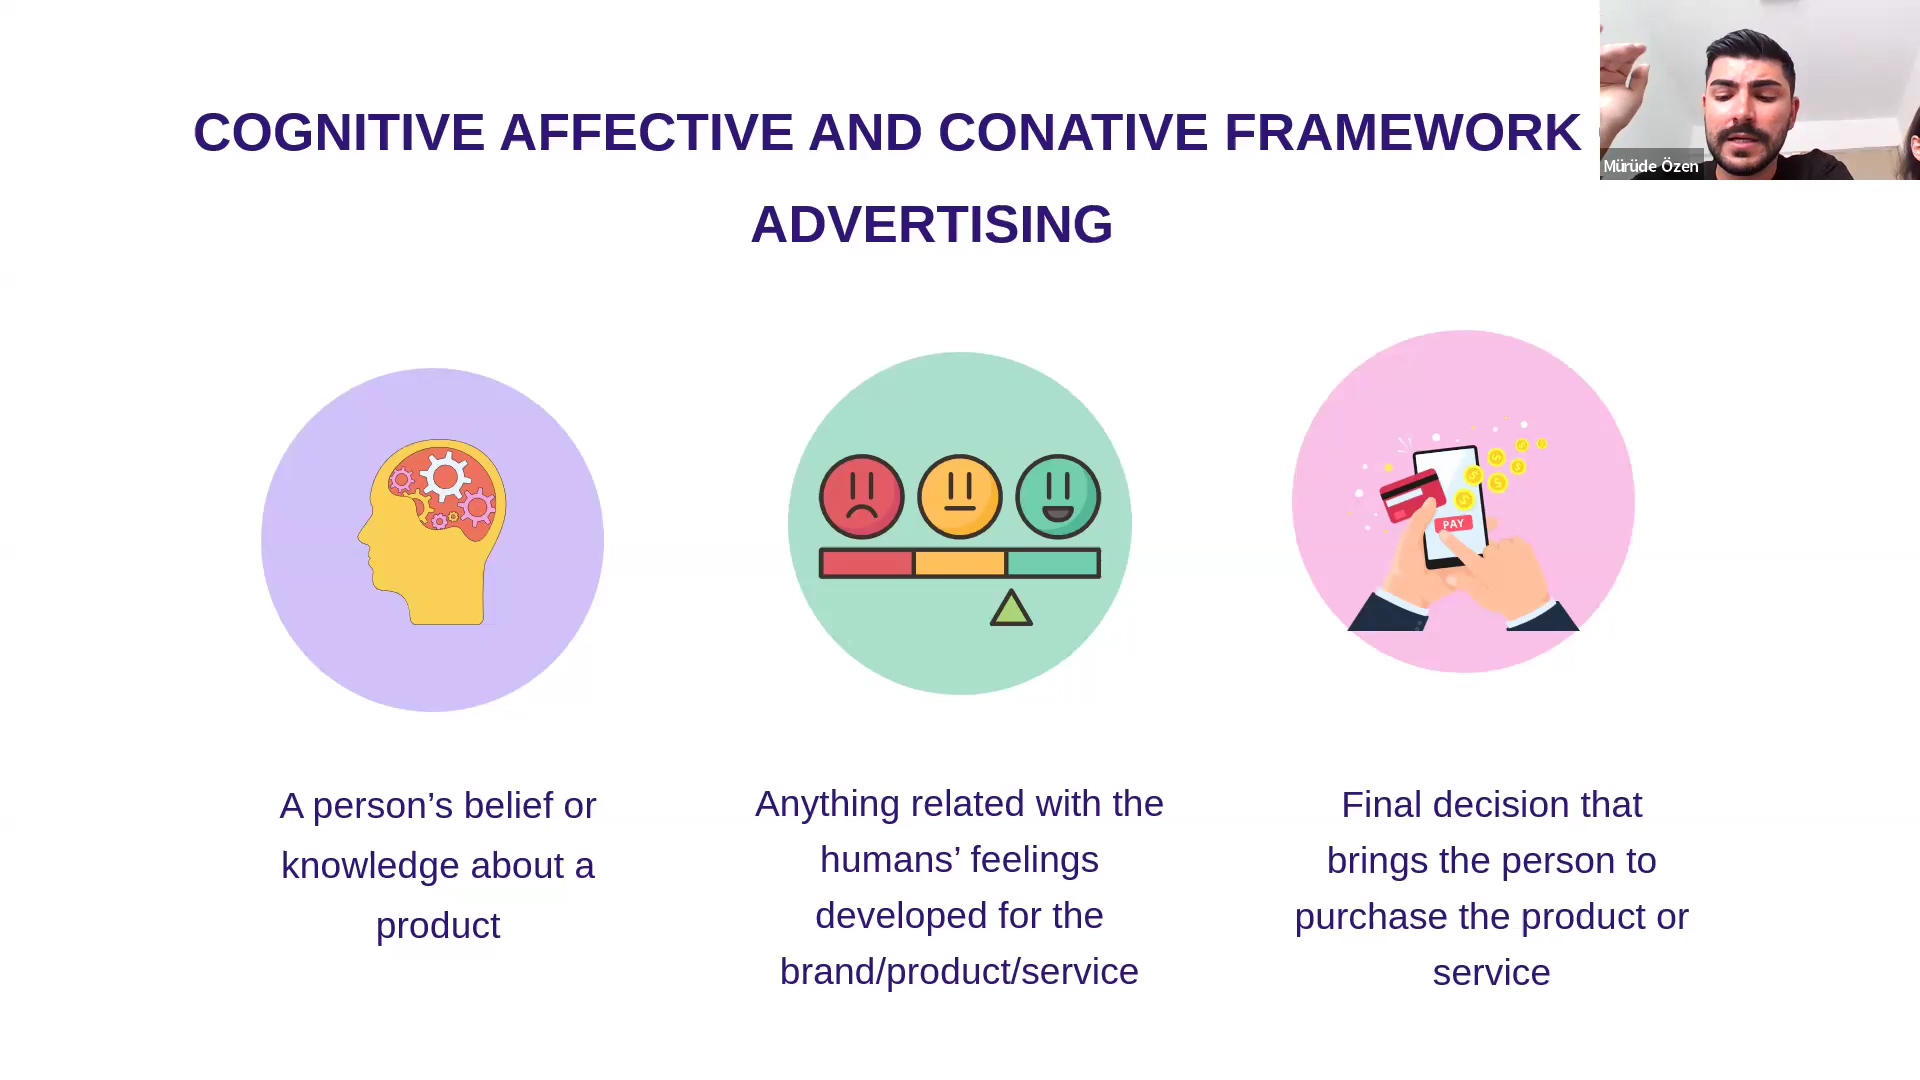 COGNITIVE AFFECTIVE AND CONATIVE FRAMEWORK
ADVERTISING
Mürüde Özen
PAY
A person’s belief or
knowledge about a
product
Anything related with the
humans’ feelings
developed for the
brand/product/service
Final decision that
brings the person to
purchase the product or
service